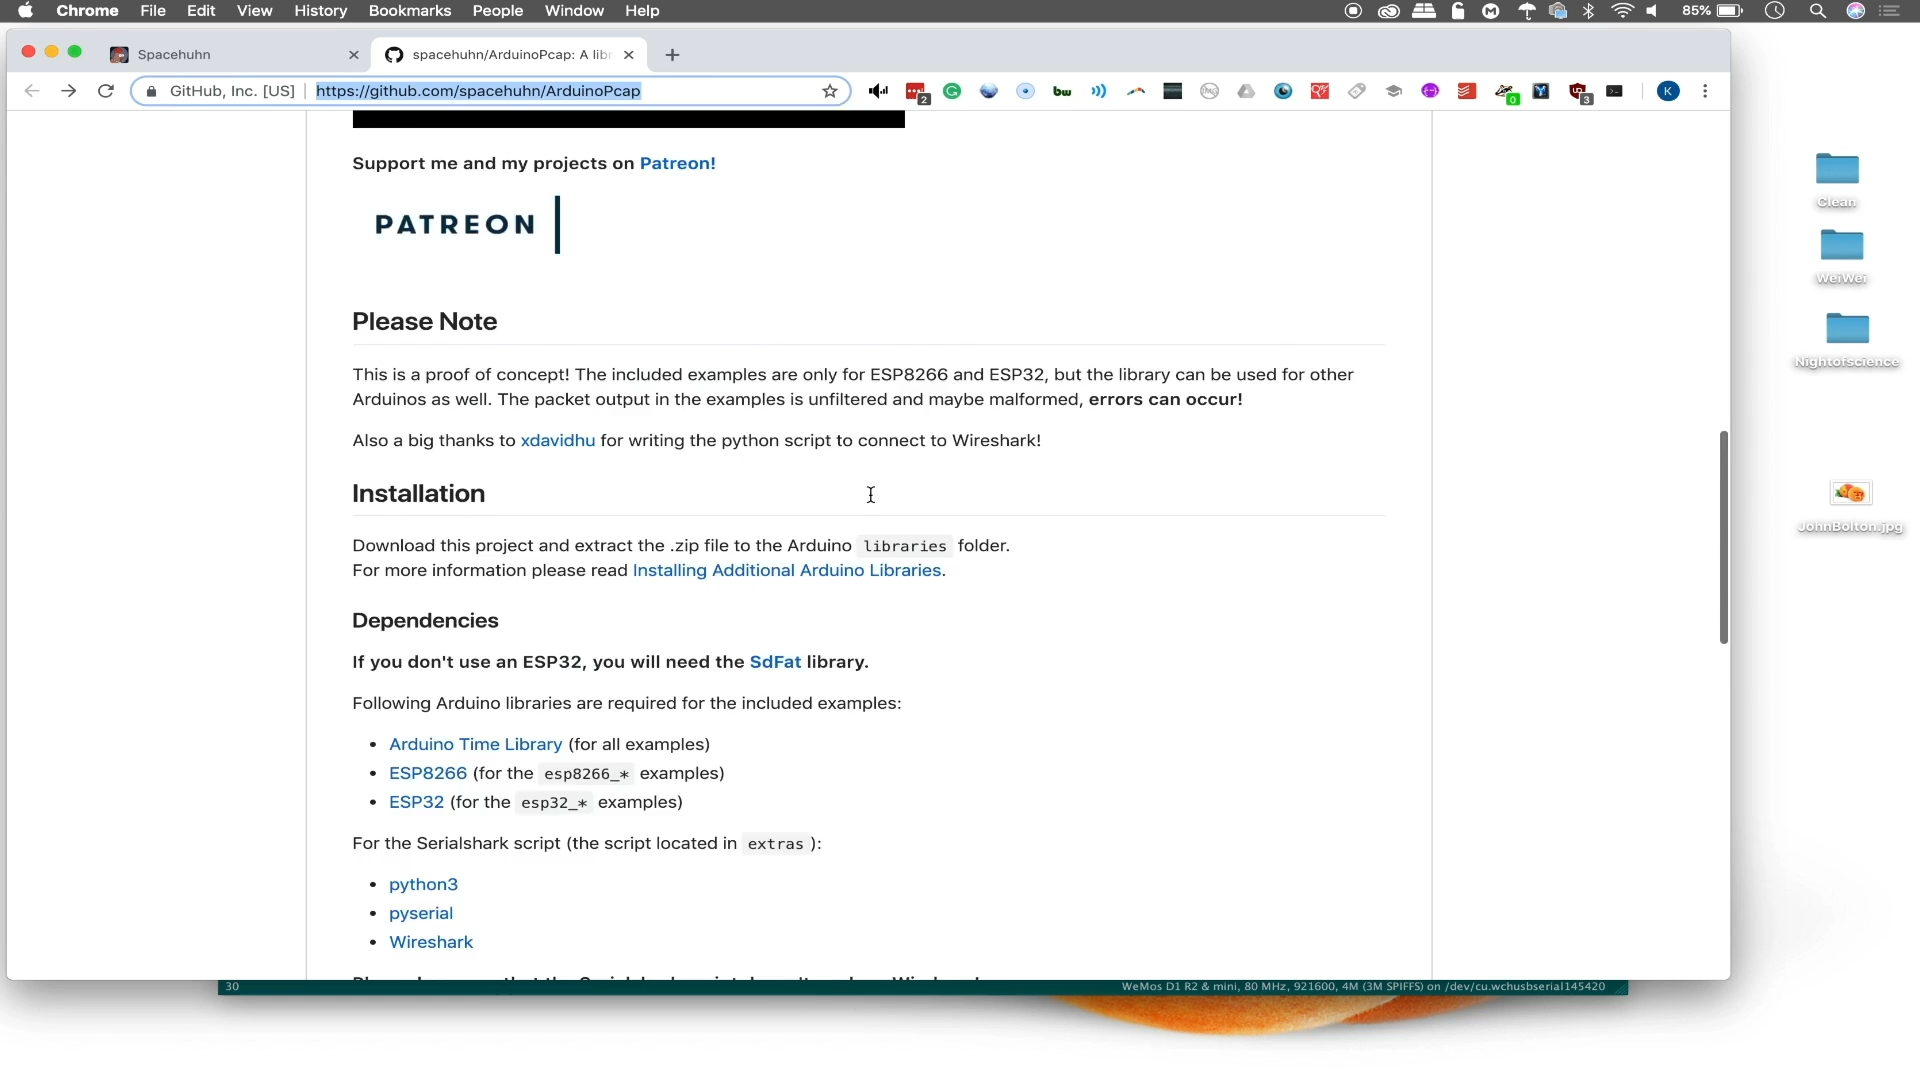 Chrome File Edit View History Bookmarks People Window Help 85%
Spacehuhn
spacehuhn/ArduinoPcap: A libr
GitHub, Inc. [US] | https://github.com/spacehuhn/ArduinoPcap
Support me and my projects on Patreon!
PATREON
Please Note
This is a proof of concept! The included examples are only for ESP8266 and ESP32, but the library can be used for other
Arduinos as well. The packet output in the examples is unfiltered and maybe malformed, errors can occur!
Also a big thanks to xdavidhu for writing the python script to connect to Wireshark!
Installation
Download this project and extract the .zip file to the Arduino libraries folder.
For more information please read Installing Additional Arduino Libraries.
Dependencies
If you don't use an ESP32, you will need the SdFat library.
Following Arduino libraries are required for the included examples:
• Arduino Time Library (for all examples)
• ESP8266 (for the esp8266_* examples)
• ESP32 (for the esp32_* examples)
For the Serialshark script (the script located in extras ):
• python3
• pyserial
• Wireshark
30 WeMos D1 R2 & mini, 80 MHz, 921600, 4M (3M SPIFFS) on /dev/cu.wchusbserial145420
Clean
WeiWei
Nightofscience
JohnBolton.jpg